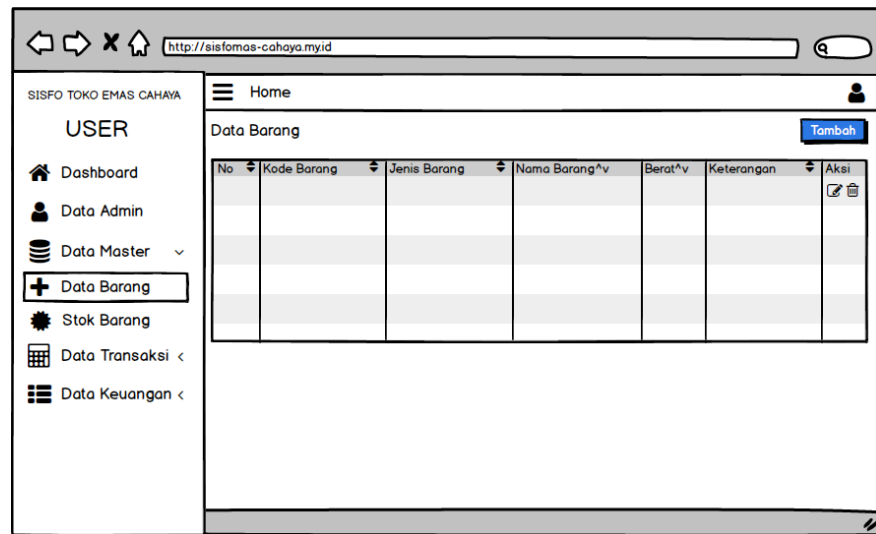 http://sisfomas-cahaya.my.id
SISFO TOKO EMAS CAHAYA
USER
Dashboard
Data Admin
Data Master
Data Barang
Stok Barang
Data Transaksi <
Data Keuangan <
Home
Data Barang
Tambah
No Kode Barang Jenis Barang Nama Barang^v Berat^v Keterangan Aksi